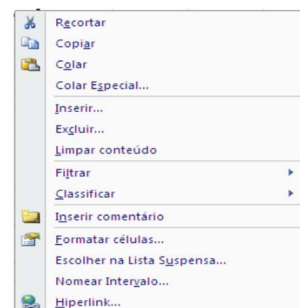 Recortar
Copiar
Colar
Colar Especial...
Inserir...
Excluir...
Limpar conteúdo
Filtrar
Classificar
Inserir comentário
Formatar células...
Escolher na Lista Suspensa...
Nomear Intervalo...
Hiperlink...